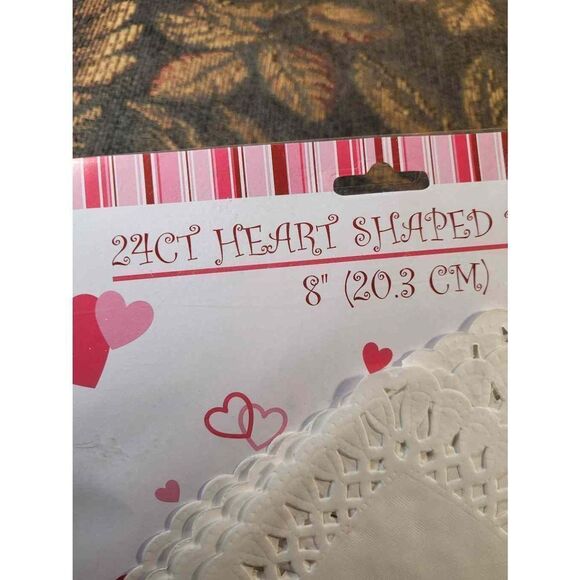 24CT HEART SHAPED
8" (20.3 CM)